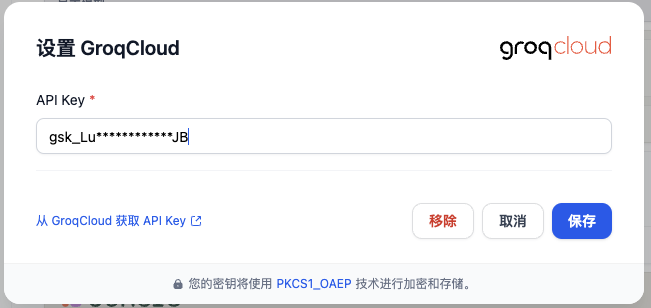 设置 GroqCloud
groqcloud
API Key *
gsk_Lu************JB
从 GroqCloud 获取 API Key
移除
取消
保存
您的密钥将使用 PKCS1_OAEP 技术进行加密和存储。